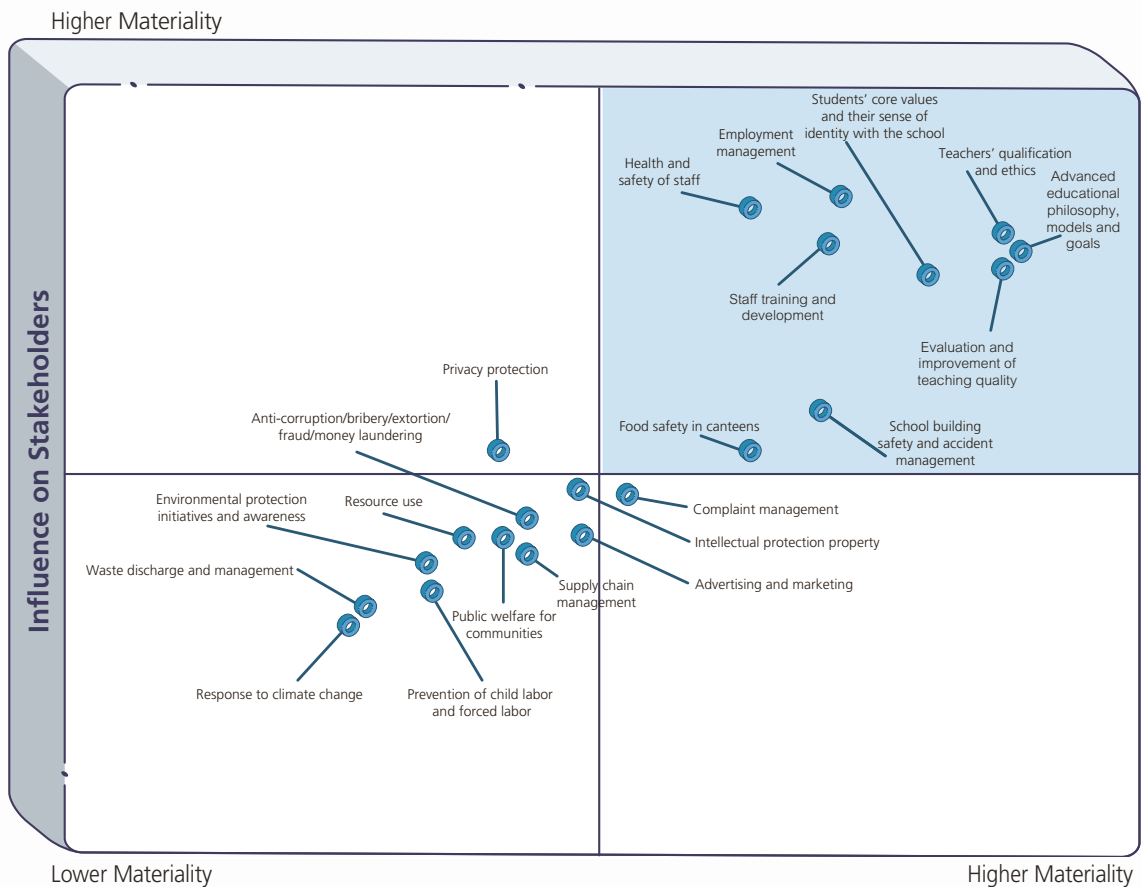 Higher Materiality
Influence on Stakeholders
Students’ core values
and their sense of
identity with the school
Employment
management
Health and
safety of staff
Teachers’ qualification
and ethics
Advanced
educational
philosophy,
models and
goals
Staff training and
development
Evaluation and
improvement of
teaching quality
Privacy protection
Anti-corruption/bribery/extortion/
fraud/money laundering
Food safety in canteens
School building
safety and accident
management
Environmental protection
initiatives and awareness
Resource use
Complaint management
Intellectual protection property
Waste discharge and management
Supply chain
management
Advertising and marketing
Public welfare for
communities
Response to climate change
Prevention of child labor
and forced labor
Lower Materiality
Higher Materiality